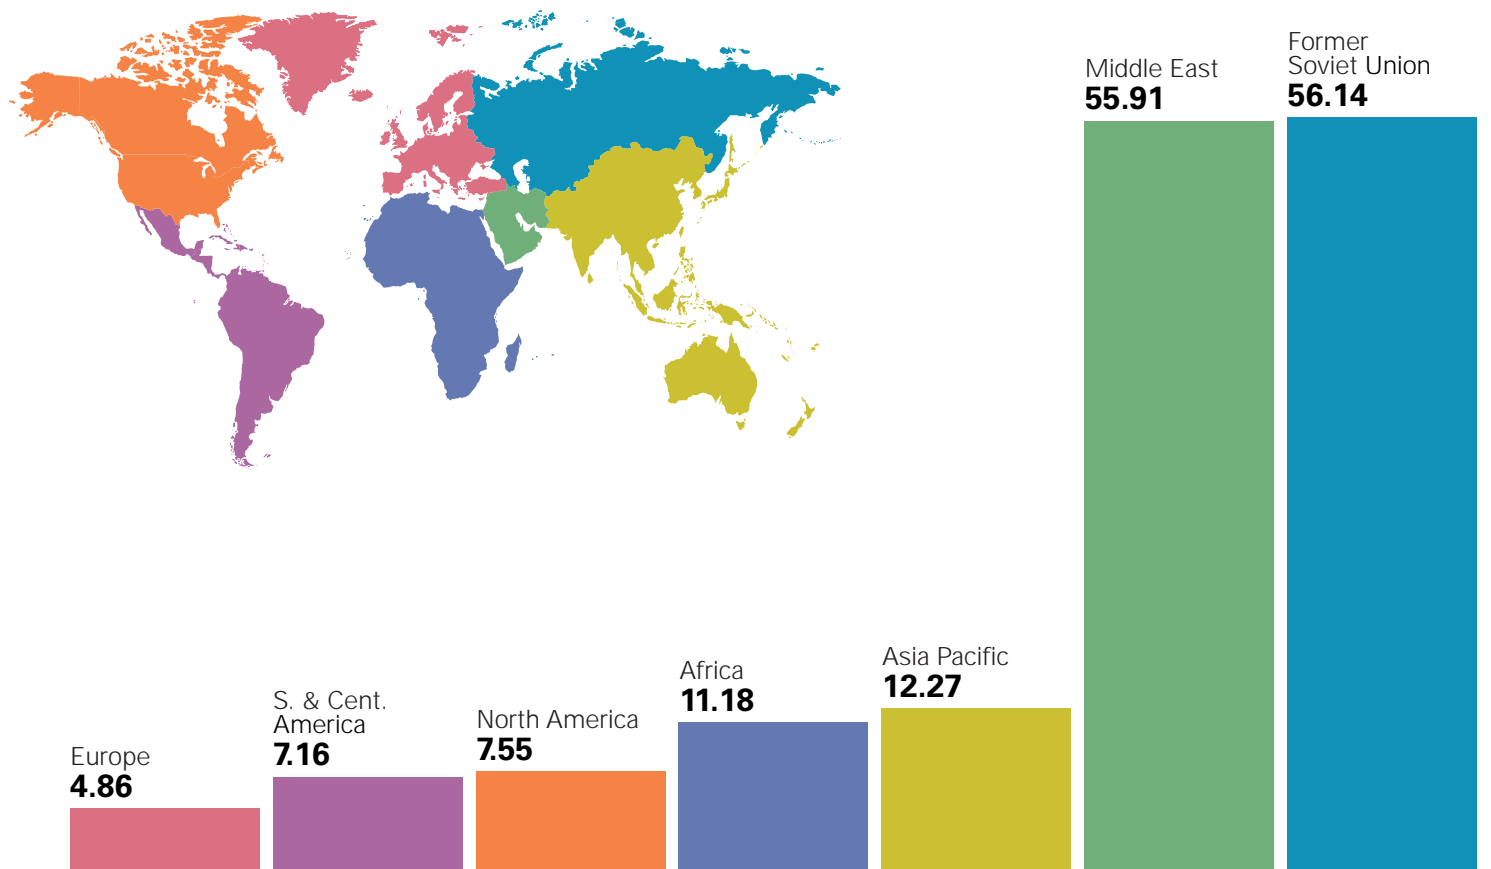 Europe
4.86
S. & Cent.
America
7.16
North America
7.55
Africa
11.18
Asia Pacific
12.27
Middle East
55.91
Former
Soviet Union
56.14